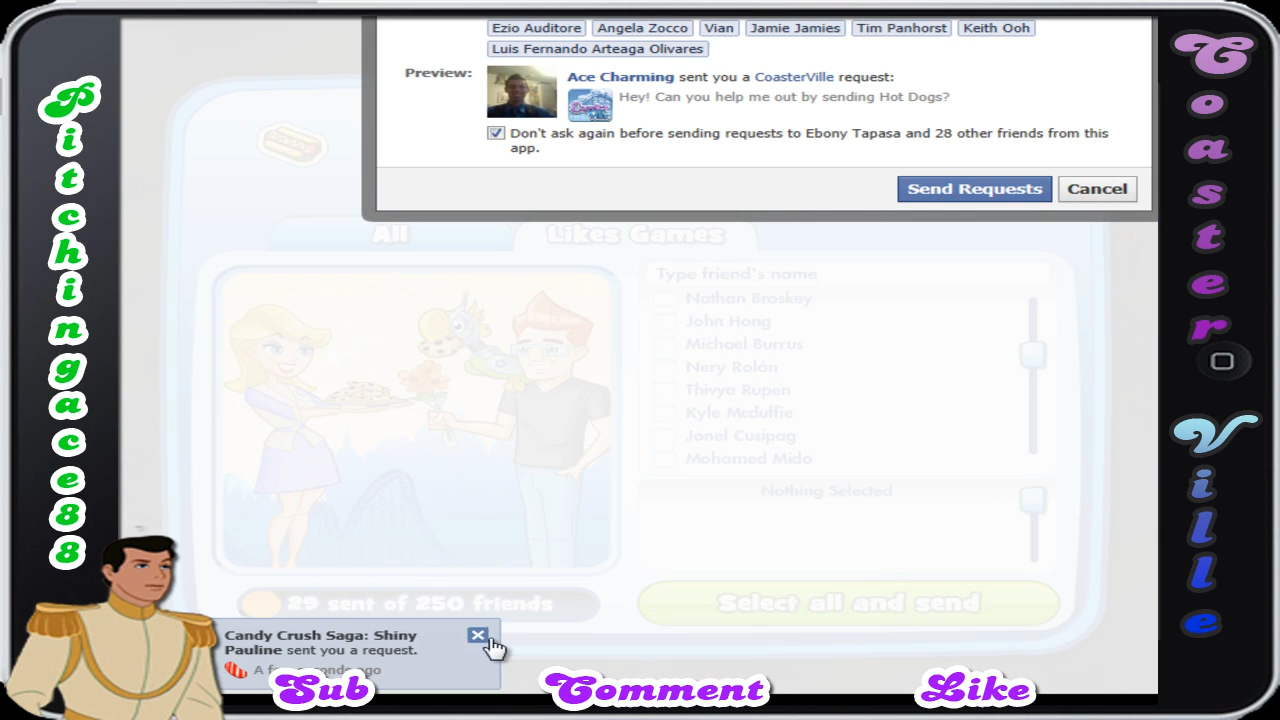 Ezio Auditore Angela Zocco Vian Jamie Jamies Tim Panhorst Keith Ooh
Luis Fernando Arteaga Olivares
Preview: Ace Charming sent you a CoasterVille request:
Hey! Can you help me out by sending Hot Dogs?
Don't ask again before sending requests to Ebony Tapasa and 28 other friends from this
app.
Send Requests Cancel
All Likes Games
Type friend's name
Nathan Broskey
John Hong
Michael Burrus
Nery Rolón
Thivya Rupen
Kyle Mcduffie
Jonel Cusipag
Mohamed Mido
Nothing Selected
29 sent of 250 friends
Select all and send
Candy Crush Saga: Shiny
Pauline sent you a request.
A few seconds ago
Pitchingace88
Coaster Ville
Sub Comment Like